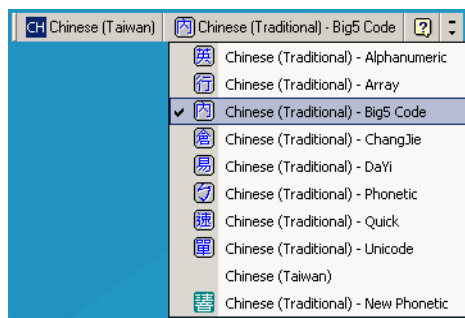 CH Chinese (Taiwan) 內 Chinese (Traditional) - Big5 Code ?
英 Chinese (Traditional) - Alphanumeric
行 Chinese (Traditional) - Array
✓ 內 Chinese (Traditional) - Big5 Code
倉 Chinese (Traditional) - ChangJie
易 Chinese (Traditional) - DaYi
ㄅ Chinese (Traditional) - Phonetic
速 Chinese (Traditional) - Quick
單 Chinese (Traditional) - Unicode
Chinese (Taiwan)
Chinese (Traditional) - New Phonetic